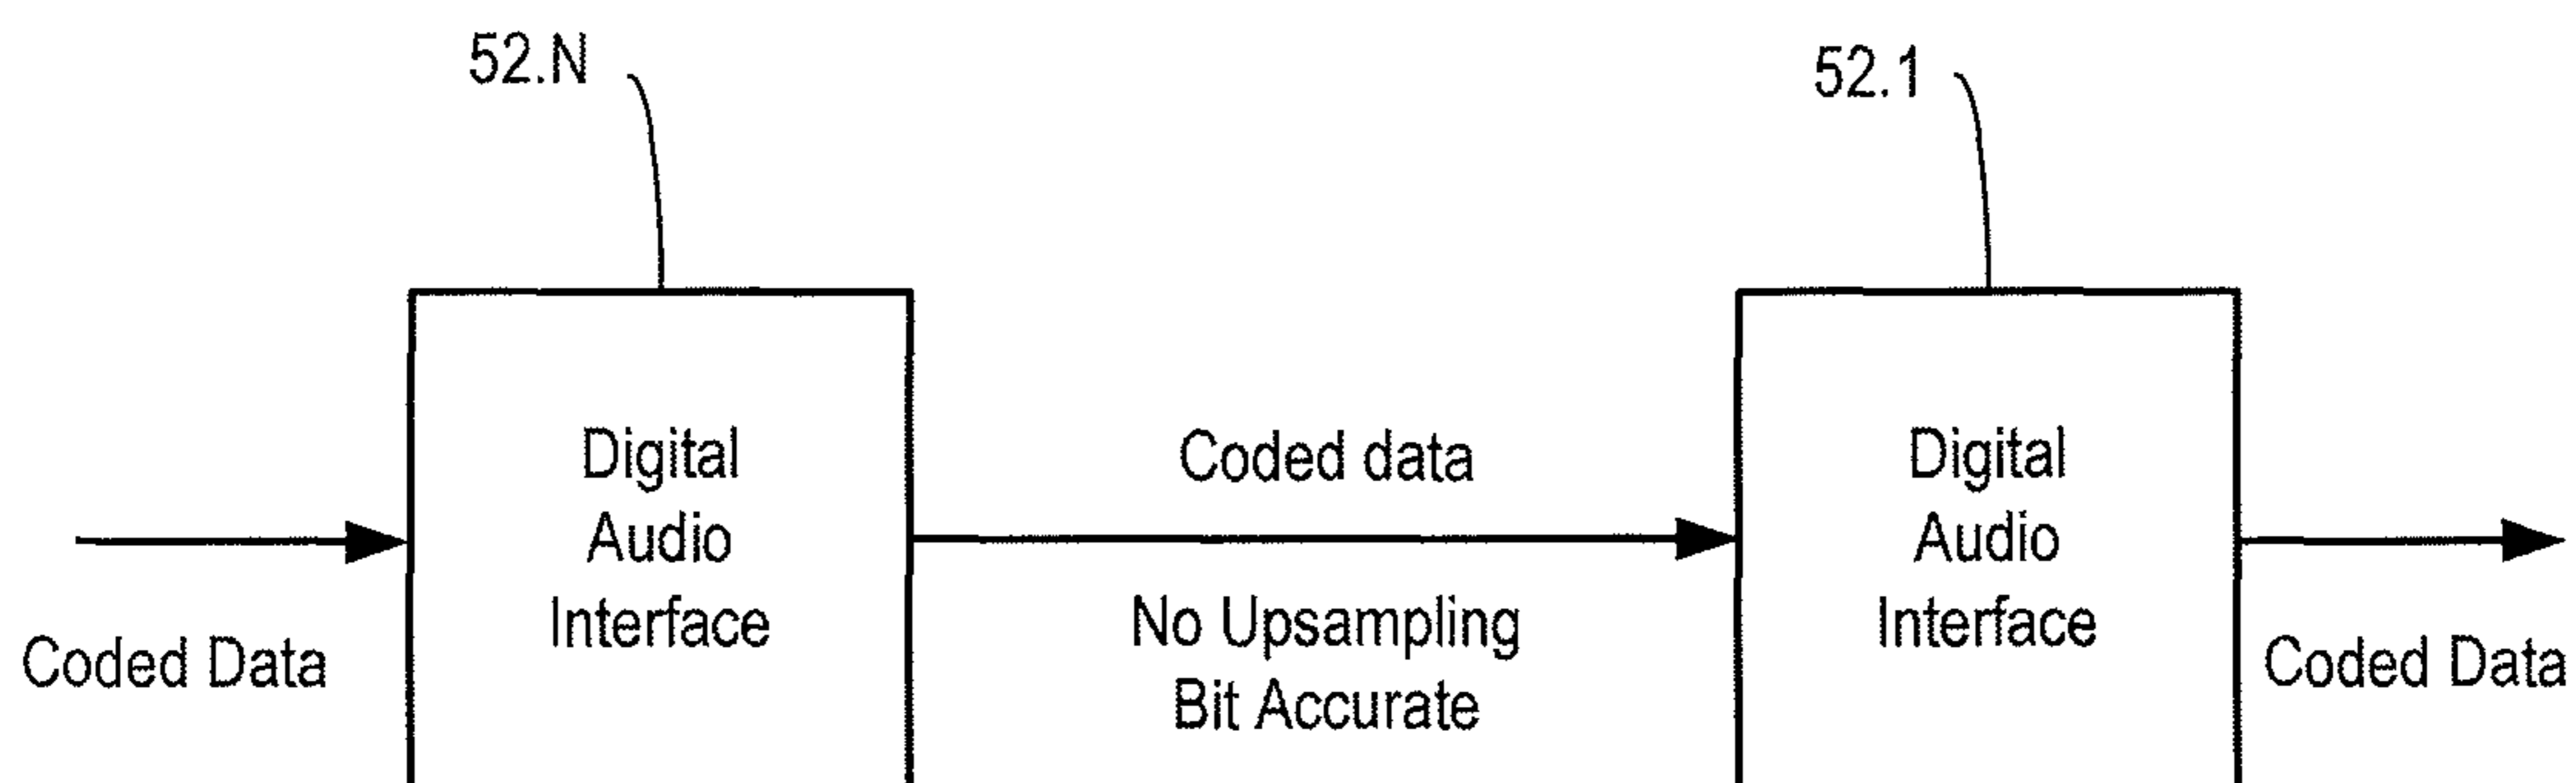 52.N
52.1
Digital
Audio
Interface
Coded data
No Upsampling
Bit Accurate
Digital
Audio
Interface
Coded Data
Coded Data